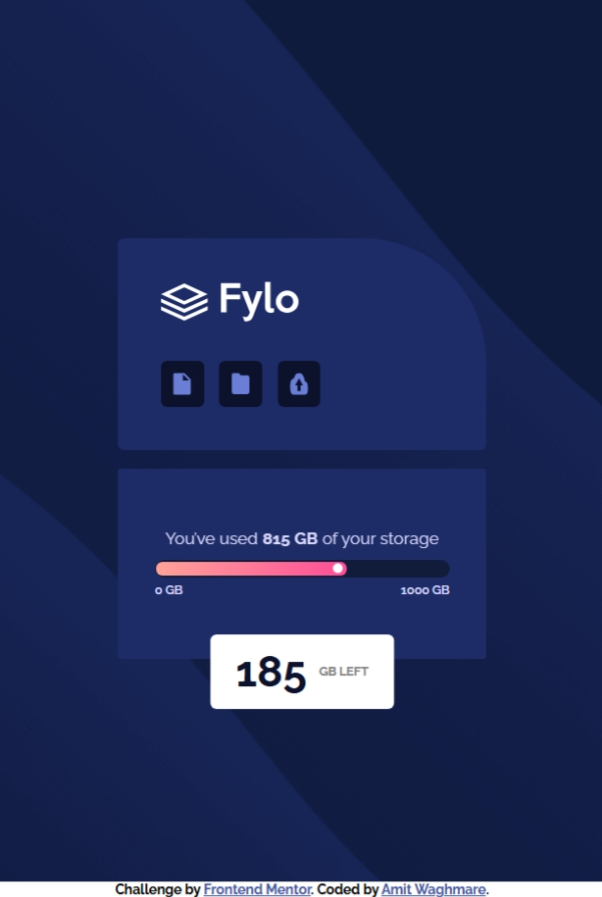 Fylo
You've used 815 GB of your storage
0 GB 1000 GB
185 GB LEFT
Challenge by Frontend Mentor. Coded by Amit Waghmare.